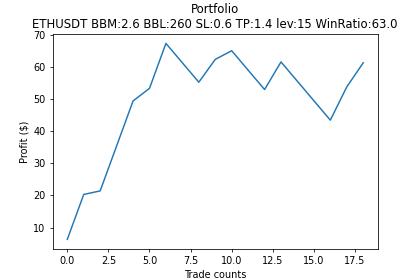 Portfolio
ETHUSDT BBM:2.6 BBL:260 SL:0.6 TP:1.4 lev:15 WinRatio:63.0
70
60
50
40
30
20
10
Profit ($)
0.0 2.5 5.0 7.5 10.0 12.5 15.0 17.5
Trade counts